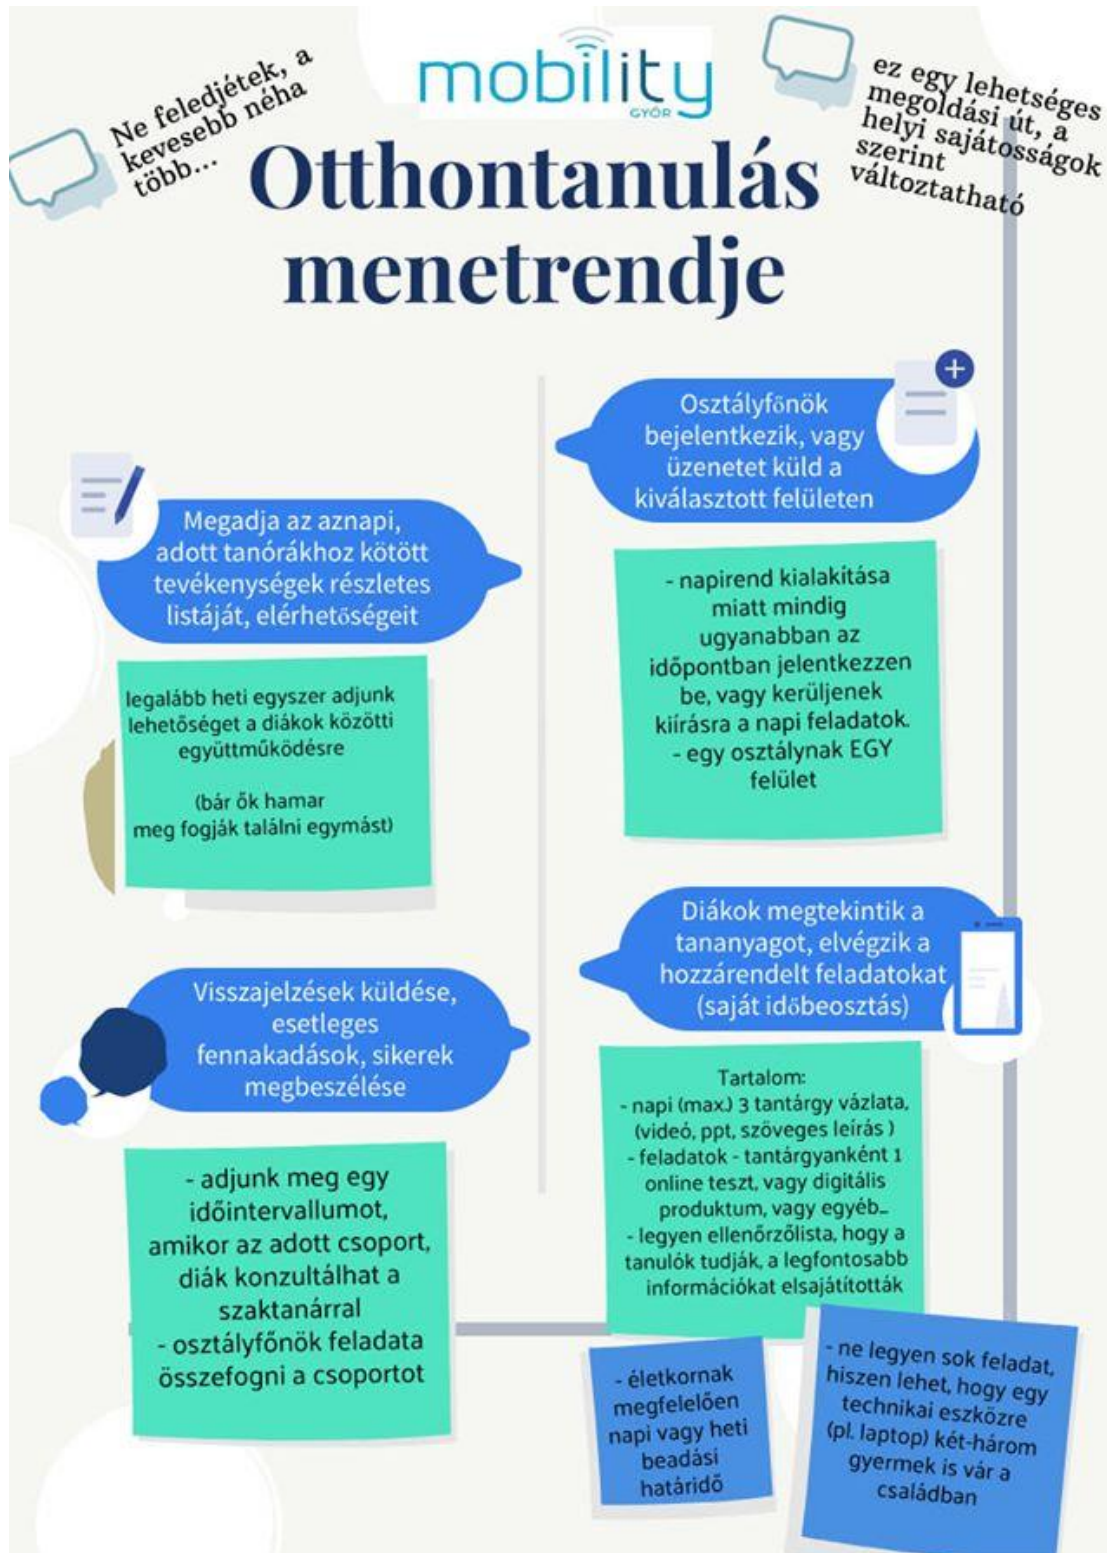 Ne feledjétek, a
kevesebb néha
több...
mobility
GYŐR
ez egy lehetséges
megoldási út, a
helyi sajátosságok
szerint
változtatható
Otthontanulás
menetrendje
Osztályfőnök
bejelentkezik, vagy
üzenetet küld a
kiválasztott felületen
- napirend kialakítása
miatt mindig
ugyanabban az
időpontban jelentkezzen
be, vagy kerüljenek
kiírásra a napi feladatok.
- egy osztálynak EGY
felület
Megadja az aznapi,
adott tanórákhoz kötött
tevékenységek részletes
listáját, elérhetőségeit
legalább heti egyszer adjunk
lehetőséget a diákok közötti
együttműködésre
(bár ők hamar
meg fogják találni egymást)
Diákok megtekintik a
tananyagot, elvégzik a
hozzárendelt feladatokat
(saját időbeosztás)
Tartalom:
- napi (max.) 3 tantárgy vázlata,
(videó, ppt, szöveges leírás )
- feladatok - tantárgyanként 1
online teszt, vagy digitális
produktum, vagy egyéb...
- legyen ellenőrzőlista, hogy a
tanulók tudják, a legfontosabb
információkat elsajátították
- életkornak
megfelelően
napi vagy heti
beadási
határidő
- ne legyen sok feladat,
hiszen lehet, hogy egy
technikai eszközre
(pl. laptop) két-három
gyermek is vár a
családban
Visszajelzések küldése,
esetleges
fennakadások, sikerek
megbeszélése
- adjunk meg egy
időintervallumot,
amikor az adott csoport,
diák konzultálhat a
szaktanárral
- osztályfőnök feladata
összefogni a csoportot